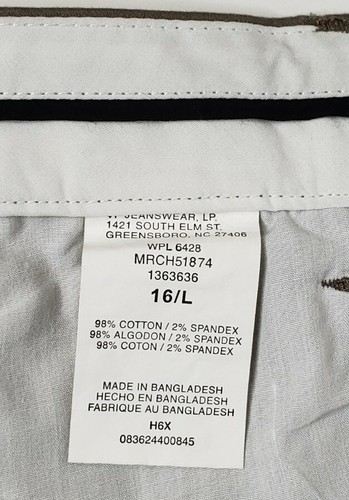 VF JEANSWEAR, LP.
1421 SOUTH ELM ST.
GREENSBORO, NC 27406
WPL 6428
MRCH51874
1363636
16/L
98% COTTON / 2% SPANDEX
98% ALGODON / 2% SPANDEX
98% COTON / 2% SPANDEX
MADE IN BANGLADESH
HECHO EN BANGLADESH
FABRIQUE AU BANGLADESH
H6X
083624400845